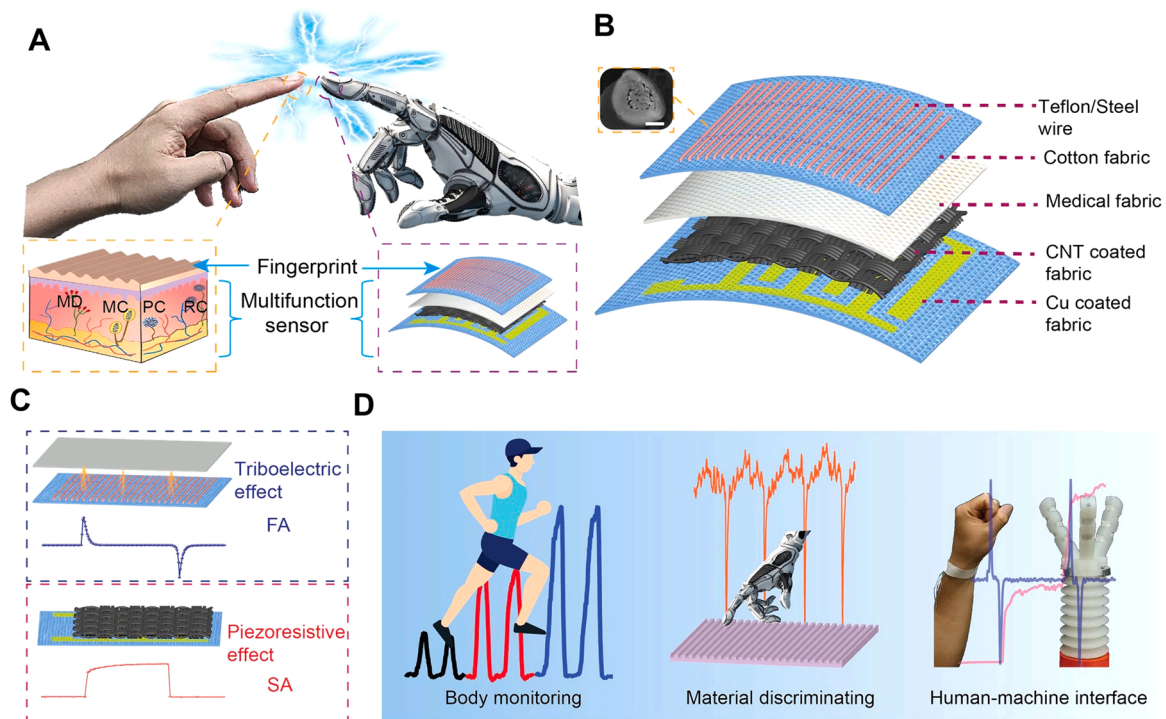 A
Fingerprint
Multifunction
sensor
MD
MC
PC
RC
B
Teflon/Steel
wire
Cotton fabric
Medical fabric
CNT coated
fabric
Cu coated
fabric
C
Triboelectric
effect
FA
Piezoresistive
effect
SA
D
Body monitoring
Material discriminating
Human-machine interface